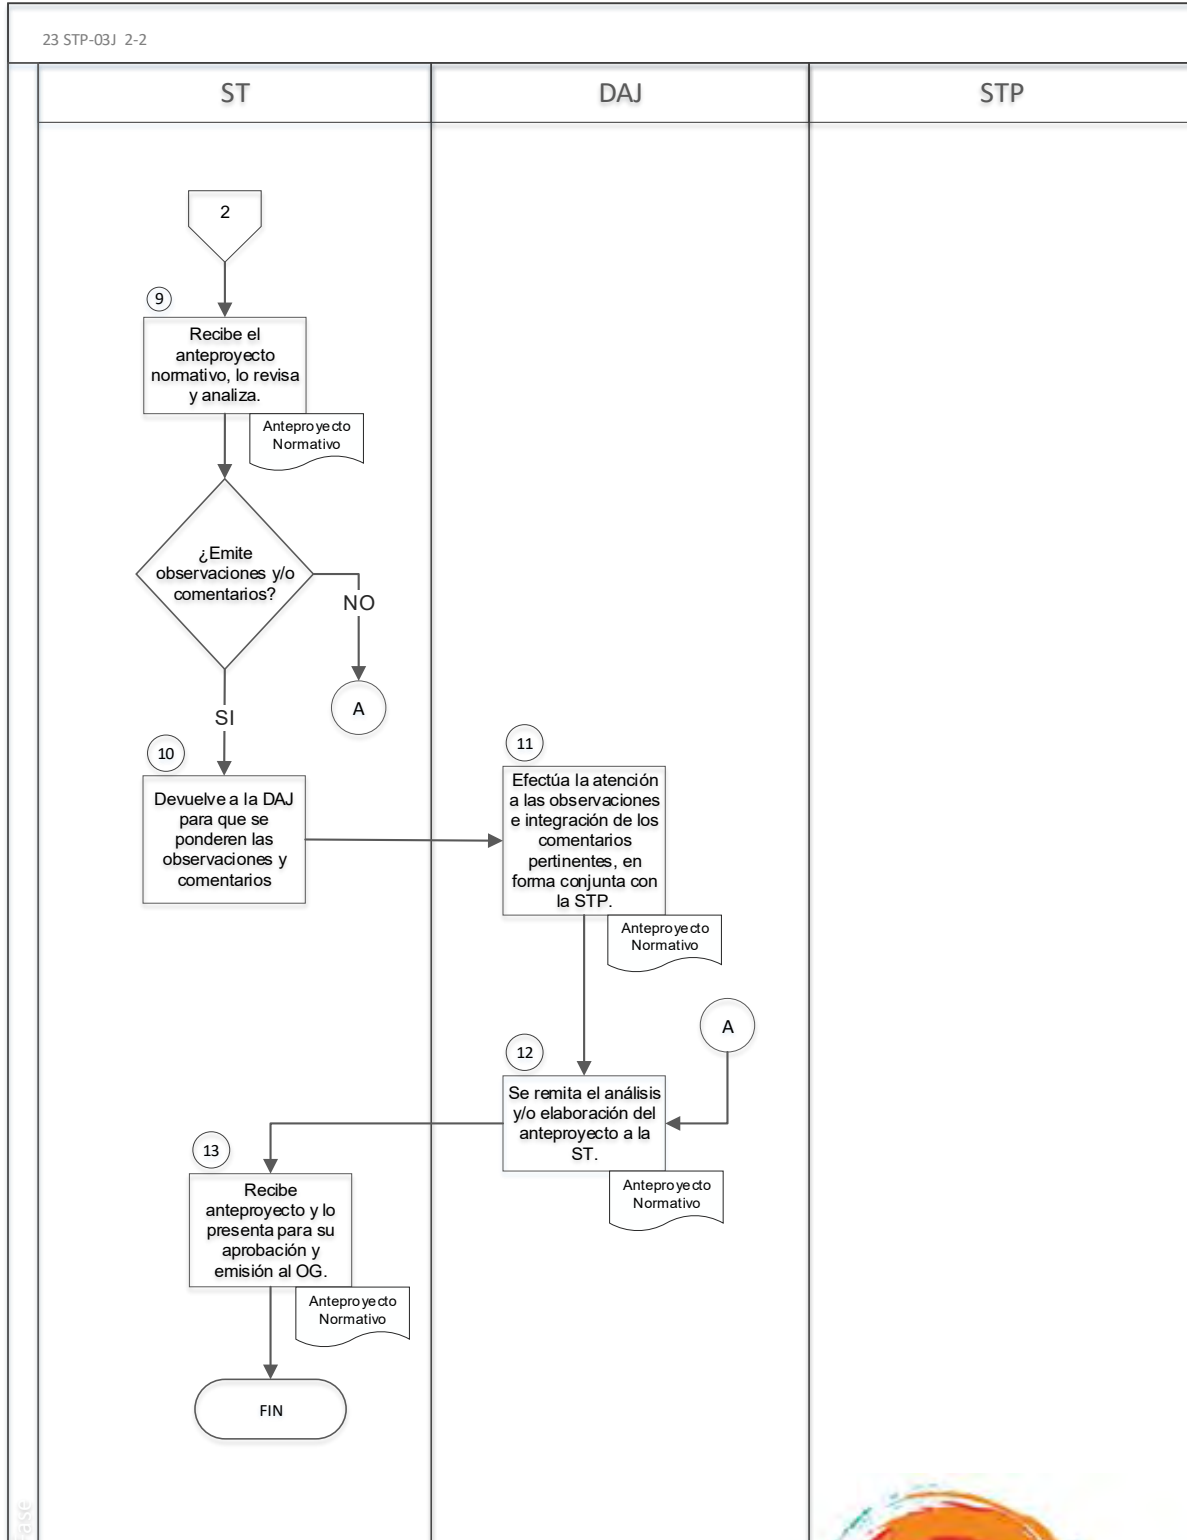 23 STP-03J 2-2
ST
DAJ
STP
2
9
Recibe el
anteproyecto
normativo, lo revisa
y analiza.
Anteproyecto
Normativo
¿Emite
observaciones y/o
comentarios?
NO
A
SI
10
Devuelve a la DAJ
para que se
ponderen las
observaciones y
comentarios
11
Efectúa la atención
a las observaciones
e integración de los
comentarios
pertinentes, en
forma conjunta con
la STP.
Anteproyecto
Normativo
A
12
Se remita el análisis
y/o elaboración del
anteproyecto a la
ST.
Anteproyecto
Normativo
13
Recibe
anteproyecto y lo
presenta para su
aprobación y
emisión al OG.
Anteproyecto
Normativo
FIN